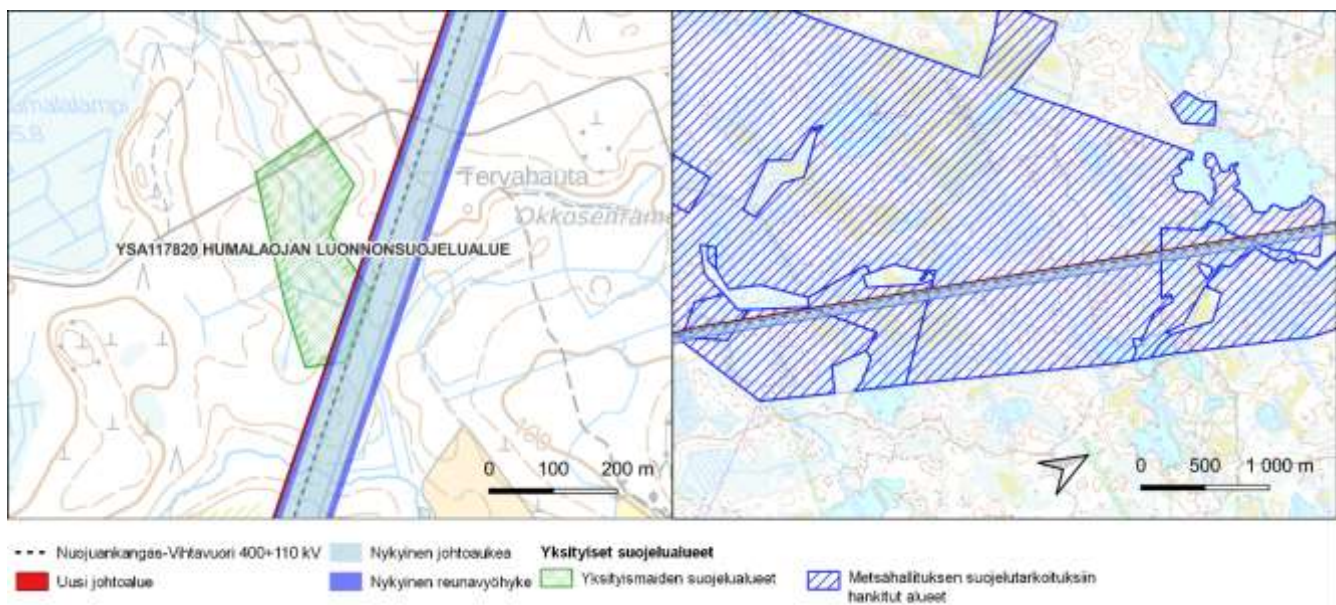 Tervahauta
YSA117820 HUMALAOJAN LUONNONSUOJELUALUE
0 100 200 m
0 500 1 000 m
Nuojuankangas-Vihtavuori 400+110 kV
Nykyinen johtoaukea
Yksityiset suojelualueet
Uusi johtoalue
Nykyinen reunavyöhyke
Yksityismaiden suojelualueet
Metsähallituksen suojelutarkoituksiin
hankitut alueet